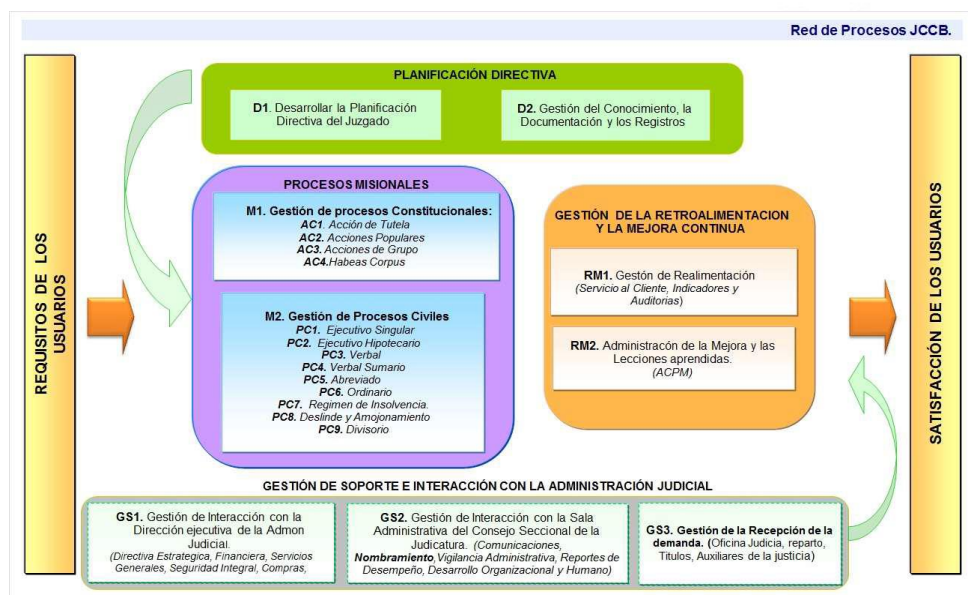 Red de Procesos JCCB.
REQUISITOS DE LOS
USUARIOS
PLANIFICACIÓN DIRECTIVA
D1. Desarrollar la Planificación
Directiva del Juzgado
D2. Gestión del Conocimiento, la
Documentación y los Registros
PROCESOS MISIONALES
M1. Gestión de procesos Constitucionales:
AC1. Acción de Tutela
AC2. Acciones Populares
AC3. Acciones de Grupo
AC4.Habeas Corpus
M2. Gestión de Procesos Civiles
PC1. Ejecutivo Singular
PC2. Ejecutivo Hipotecario
PC3. Verbal
PC4. Verbal Sumario
PC5. Abreviado
PC6. Ordinario
PC7. Regimen de Insolvencia.
PC8. Deslinde y Amojonamiento
PC9. Divisorio
GESTIÓN DE LA RETROALIMENTACION
Y LA MEJORA CONTINUA
RM1. Gestón de Realimentación
(Servicio al Cliente, Indicadores y
Auditorias)
RM2. Administracón de la Mejora y las
Lecciones aprendidas.
(ACPM)
SATISFACCIÓN DE LOS USUARIOS
GESTIÓN DE SOPORTE E INTERACCIÓN CON LA ADMINISTRACIÓN JUDICIAL
GS1. Gestión de Interacción con la
Dirección ejecutiva de la Admon
Judicial.
(Directiva Estrategica, Financiera, Servicios
Generales, Seguridad Integral, Compras,
GS2. Gestión de Interacción con la Sala
Administrativa del Consejo Seccional de la
Judicatura. (Comunicaciones,
Nombramiento,Vigilancia Administrativa, Reportes de
Desempeño, Desarrollo Organizacional y Humano)
GS3. Gestión de la Recepción de la
demanda. (Oficina Judicia, reparto,
Titulos, Auxiliares de la justicia)